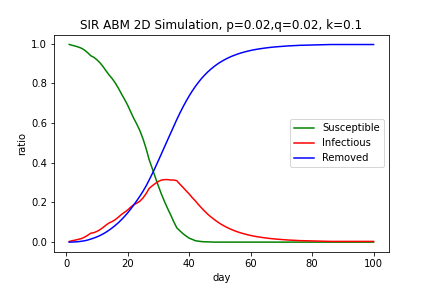 SIR ABM 2D Simulation, p=0.02,q=0.02, k=0.1
1.0
0.8
0.6
0.4
0.2
0.0
ratio
Susceptible
Infectious
Removed
0 20 40 60 80 100
day